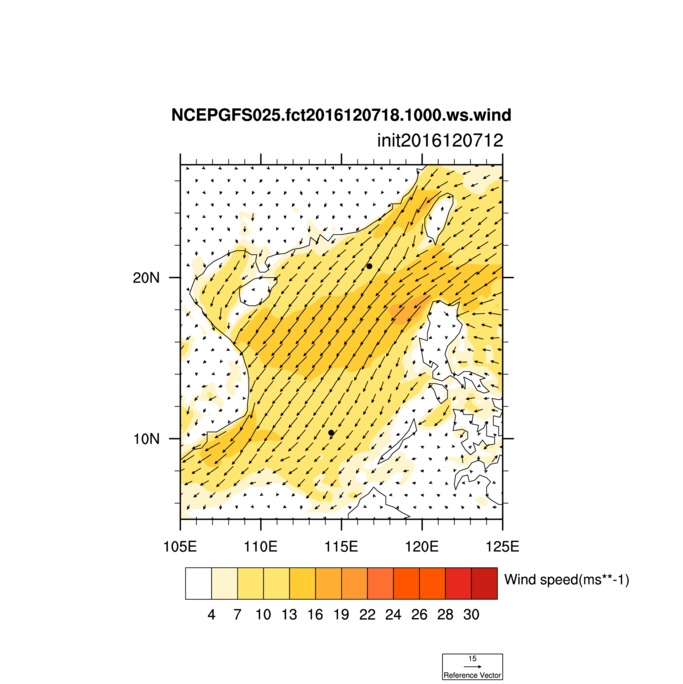 NCEPGFS025.fct2016120718.1000.ws.wind
init2016120712
20N
10N
105E 110E 115E 120E 125E
Wind speed(ms**-1)
4 7 10 13 16 19 22 24 26 28 30
15
Reference Vector